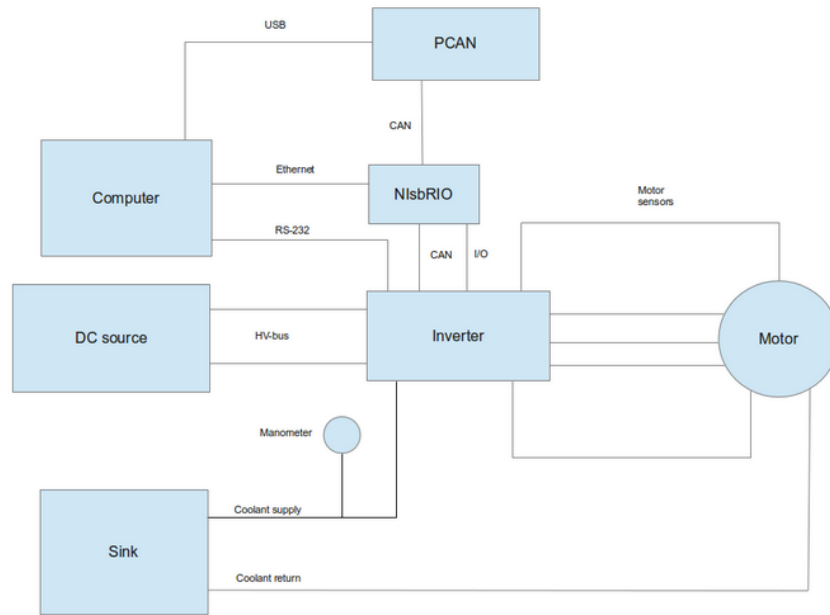 USB
PCAN
CAN
Ethernet
NIsbRIO
Computer
Motor
sensors
RS-232
CAN
I/O
DC source
HV-bus
Inverter
Motor
Manometer
Coolant supply
Sink
Coolant return